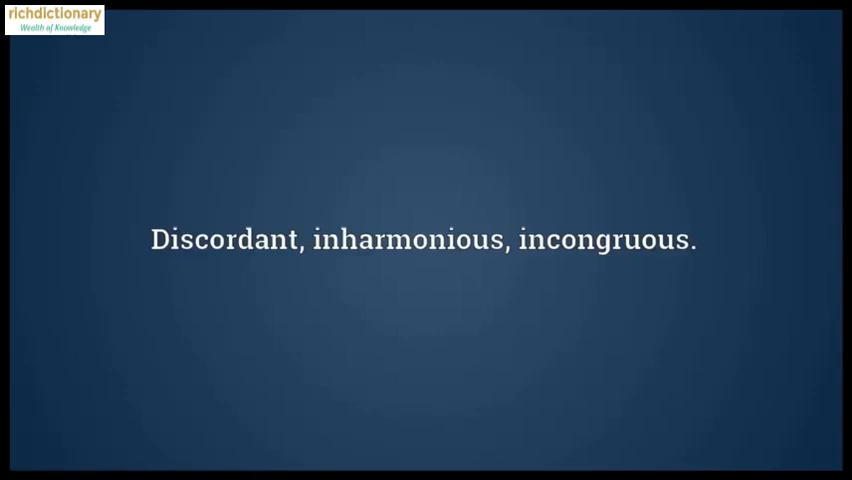 richdictionary
Wealth of Knowledge
Discordant, inharmonious, incongruous.